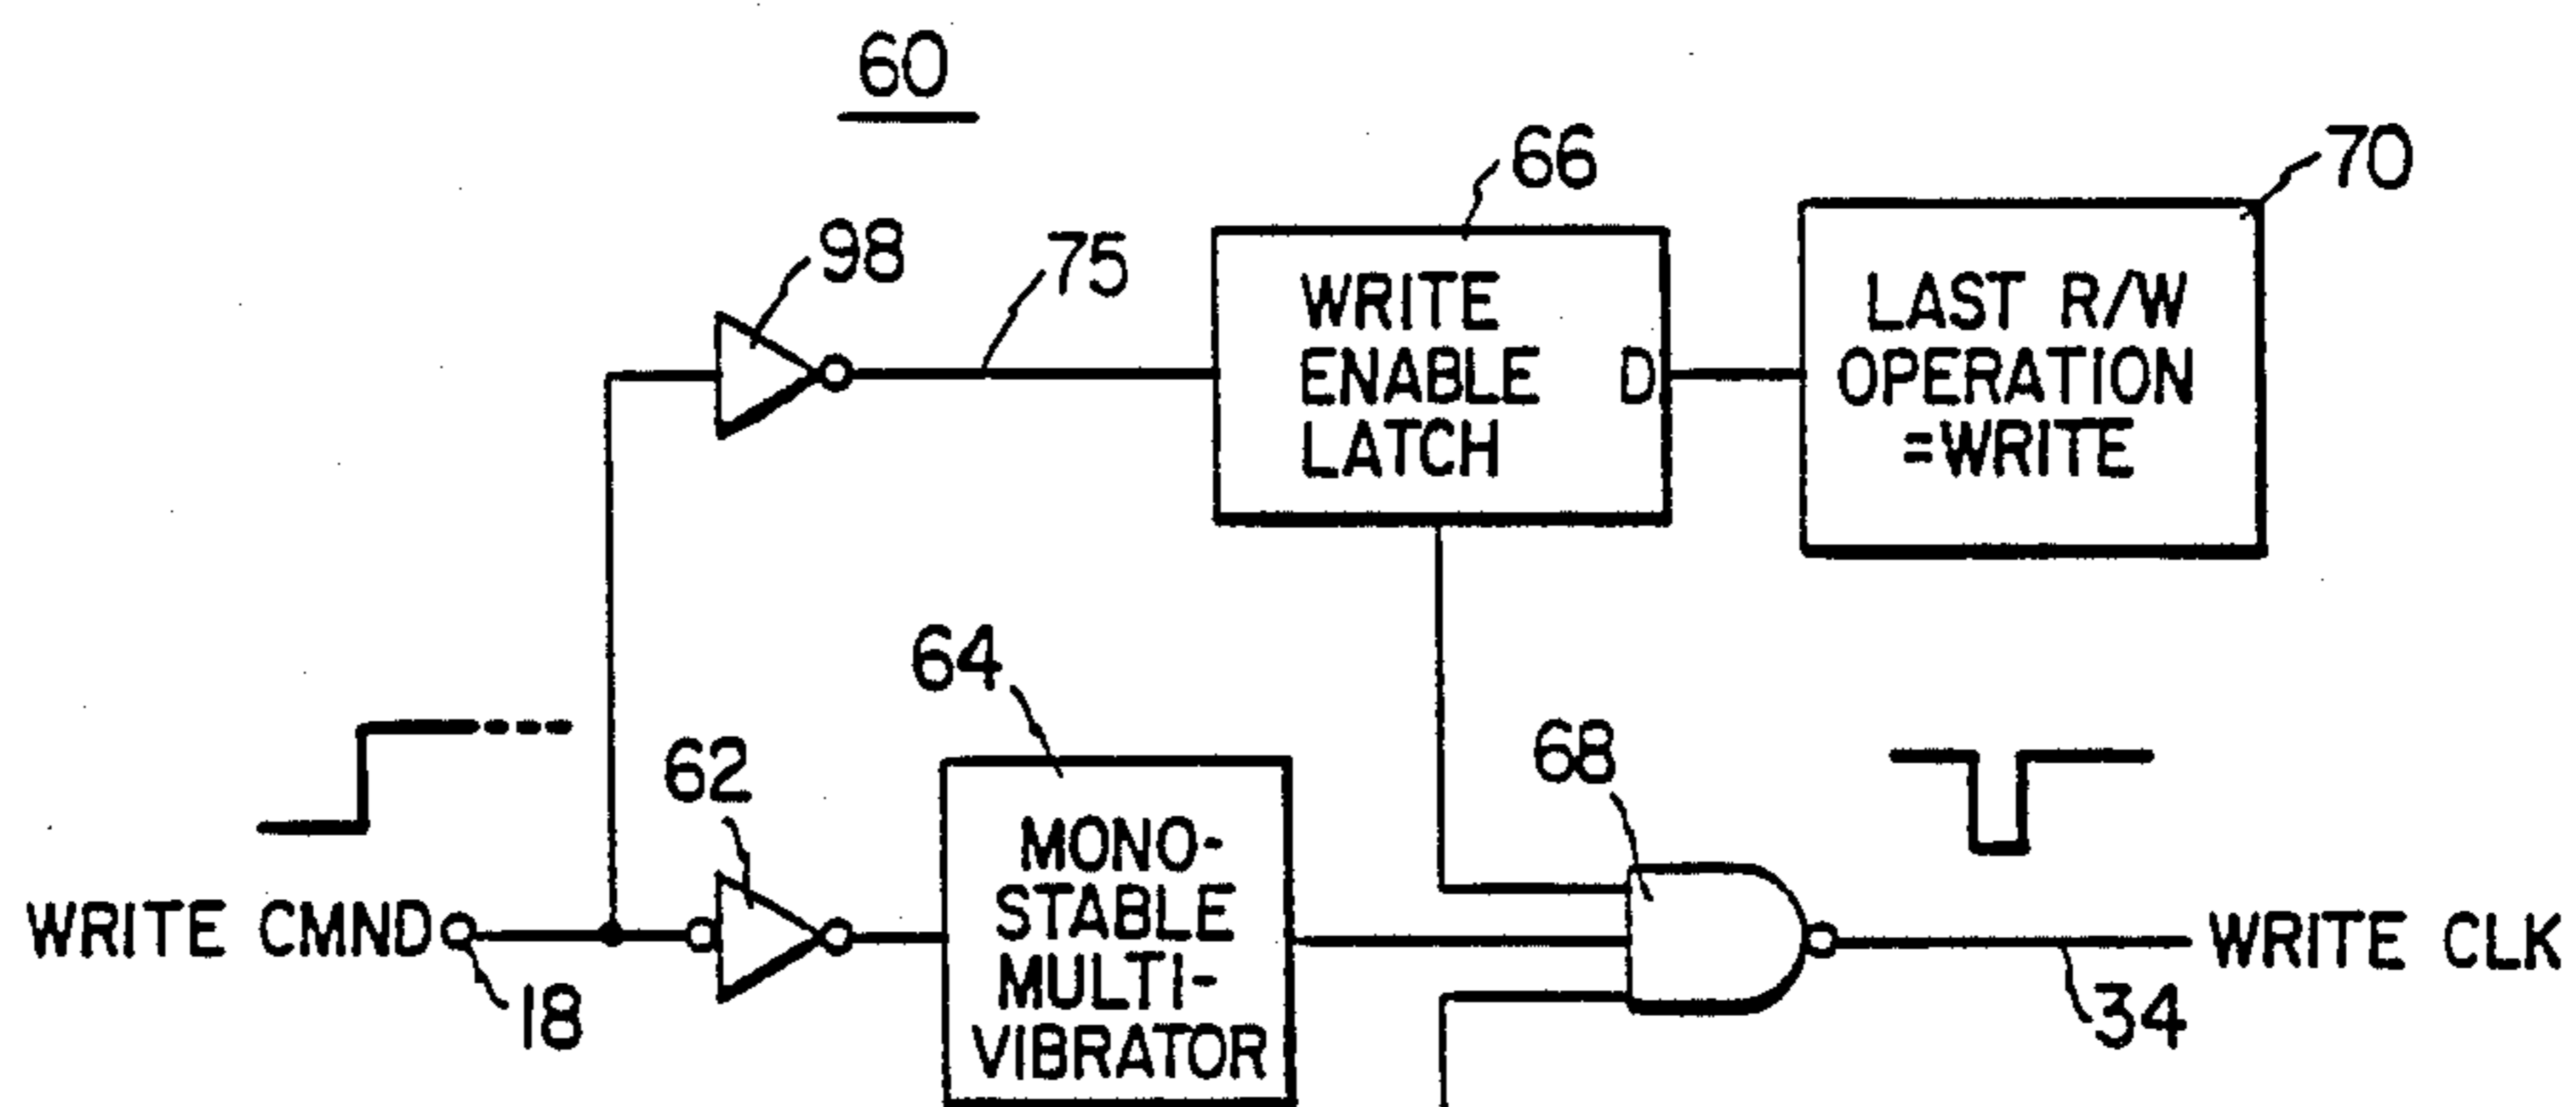 60
66
70
98
75
WRITE
ENABLE D
LATCH
LAST R/W
OPERATION
=WRITE
64
62
68
MONO-
STABLE
MULTI-
VIBRATOR
WRITE CMND
18
WRITE CLK
34